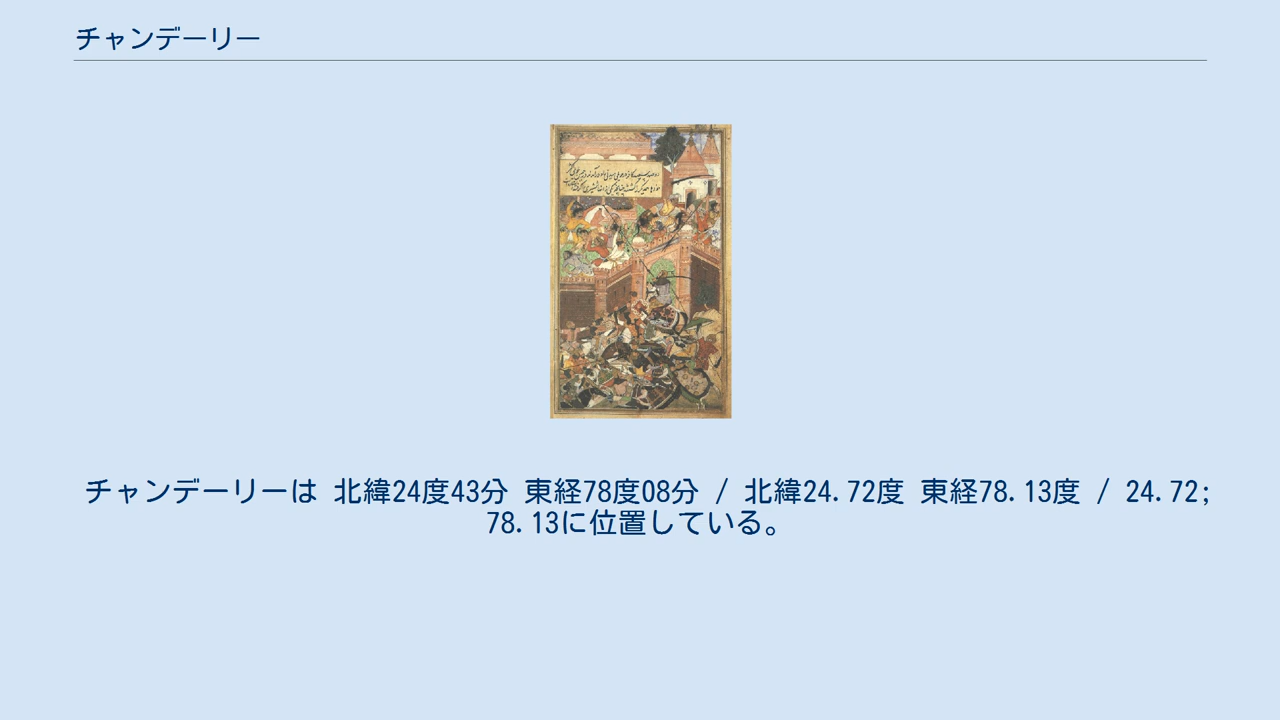 チャンデーリー
チャンデーリーは 北緯24度43分 東経78度08分 / 北緯24.72度 東経78.13度 / 24.72;
78.13に位置している。